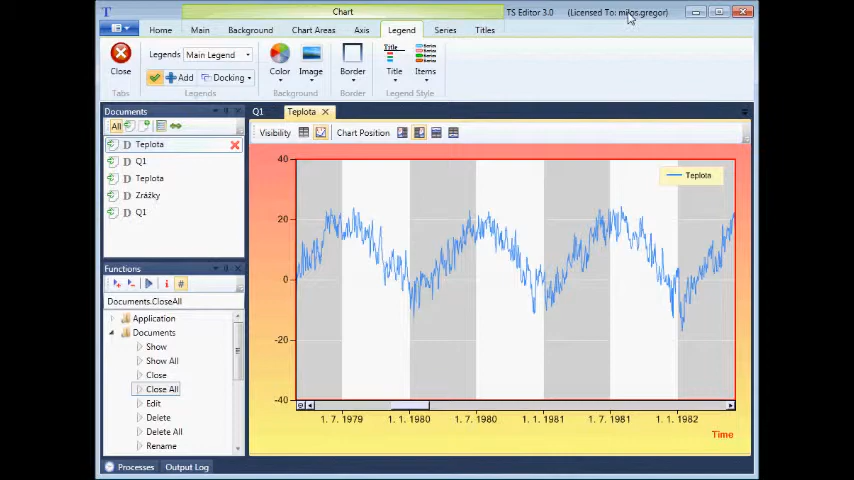 Chart
TS Editor 3.0 (Licensed To: milos.gregor)
Home Main Background Chart Areas Axis Legend Series Titles
Close Add Main Legend Docking Color Image Border Title Items
Tabs Legends Background Border Legend Style
Documents
All
Teplota
Q1
Teplota
Zrážky
Q1
Functions
Documents.CloseAll
Application
Documents
Show
Show All
Close
Close All
Edit
Delete
Delete All
Rename
Processes Output Log
Q1 Teplota
Visibility Chart Position
40
20
0
-20
-40
Teplota
1. 7. 1979 1. 1. 1980 1. 7. 1980 1. 1. 1981 1. 7. 1981 1. 1. 1982
Time